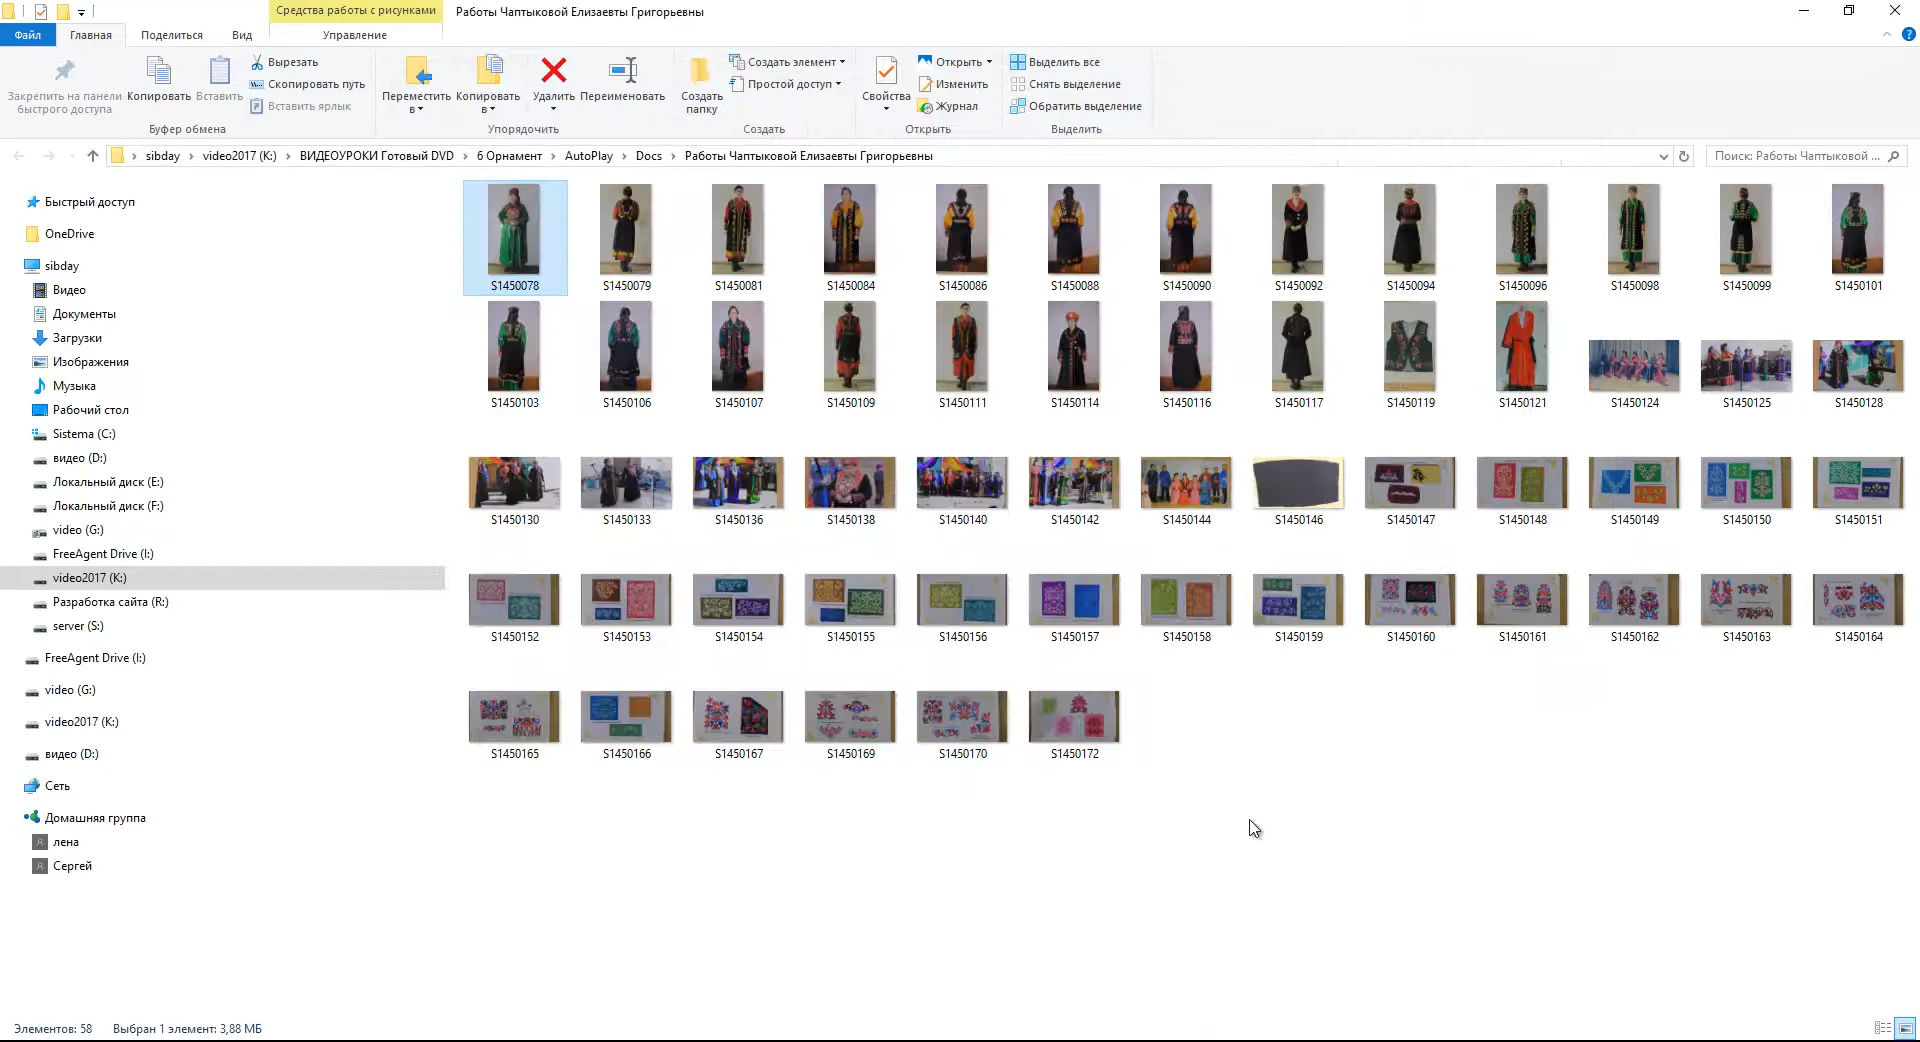 Средства работы с рисунками
Работы Чаптыковой Елизаветы Григорьевны
Файл
Главная
Поделиться
Вид
Управление
Закрепить на панели быстрого доступа
Копировать
Вставить
Вырезать
Скопировать путь
Вставить ярлык
Буфер обмена
Переместить в
Копировать в
Удалить
Переименовать
Упорядочить
Создать папку
Создать элемент
Простой доступ
Создать
Свойства
Открыть
Изменить
Журнал
Открыть
Выделить все
Снять выделение
Обратить выделение
Выделить
sibday › video2017 (K:) › ВИДЕОУРОКИ Готовый DVD › 6 Орнамент › AutoPlay › Docs › Работы Чаптыковой Елизаветы Григорьевны
Поиск: Работы Чаптыковой ...
Быстрый доступ
OneDrive
sibday
Видео
Документы
Загрузки
Изображения
Музыка
Рабочий стол
Sistema (C:)
видео (D:)
Локальный диск (E:)
Локальный диск (F:)
video (G:)
FreeAgent Drive (I:)
video2017 (K:)
Разработка сайта (R:)
server (S:)
FreeAgent Drive (I:)
video (G:)
video2017 (K:)
видео (D:)
Сеть
Домашняя группа
лена
Сергей
S1450078 S1450079 S1450081 S1450084 S1450086 S1450088 S1450090 S1450092 S1450094 S1450096 S1450098 S1450099 S1450101
S1450103 S1450106 S1450107 S1450109 S1450111 S1450114 S1450116 S1450117 S1450119 S1450121 S1450124 S1450125 S1450128
S1450130 S1450133 S1450136 S1450138 S1450140 S1450142 S1450144 S1450146 S1450147 S1450148 S1450149 S1450150 S1450151
S1450152 S1450153 S1450154 S1450155 S1450156 S1450157 S1450158 S1450159 S1450160 S1450161 S1450162 S1450163 S1450164
S1450165 S1450166 S1450167 S1450169 S1450170 S1450172
Элементов: 58 Выбран 1 элемент: 3,88 МБ